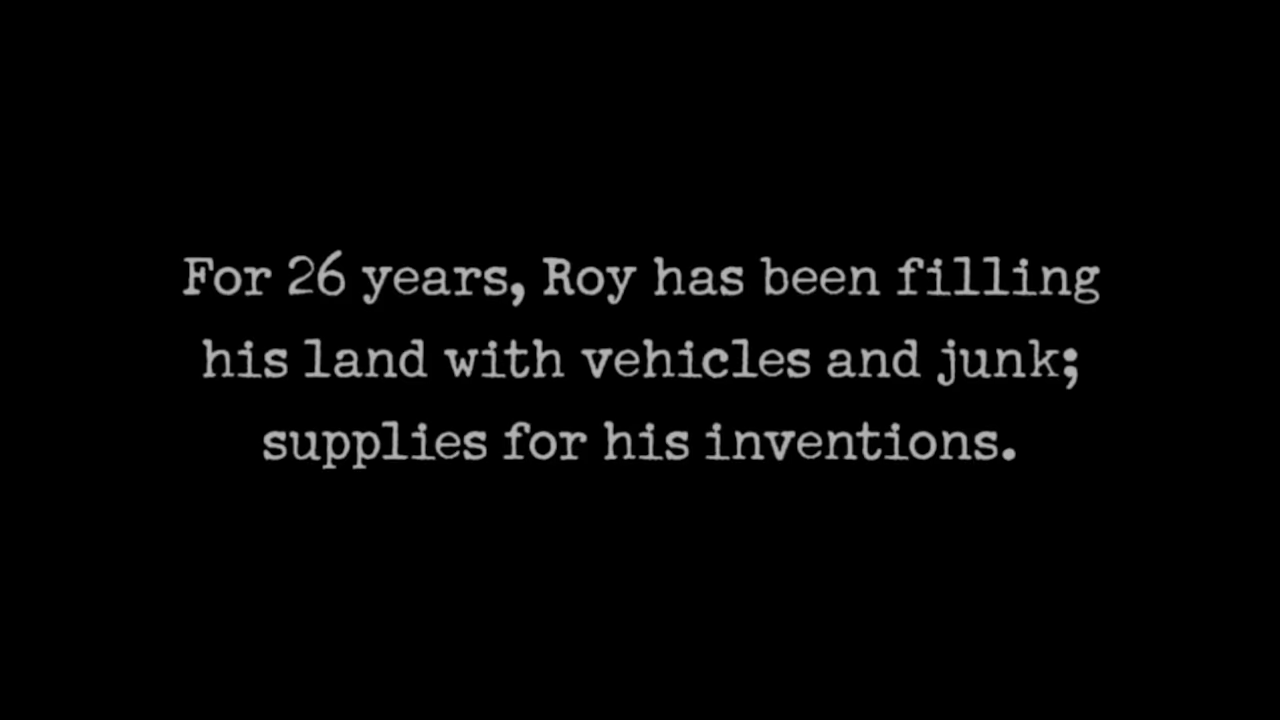 For 26 years, Roy has been filling
his land with vehicles and junk;
supplies for his inventions.